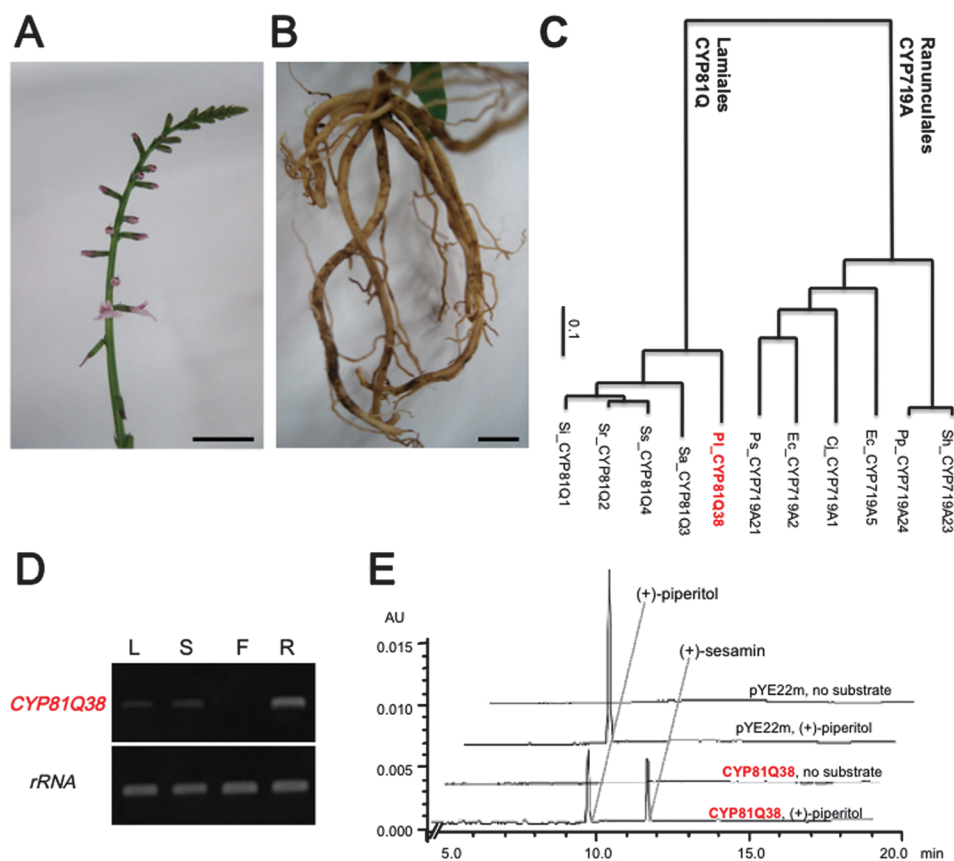 A
B
C
Lamiales
CYP81Q
Ranunculales
CYP719A
0.1
Si_CYP81Q1
Sr_CYP81Q2
Ss_CYP81Q4
Sa_CYP81Q3
Pl_CYP81Q38
Ps_CYP719A21
Ec_CYP719A2
Cj_CYP719A1
Ec_CYP719A5
Pp_CYP719A24
Sh_CYP719A23
D
L S F R
CYP81Q38
rRNA
E
AU
0.015
0.010
0.005
0.000
(+)-piperitol
(+)-sesamin
pYE22m, no substrate
pYE22m, (+)-piperitol
CYP81Q38, no substrate
CYP81Q38, (+)-piperitol
5.0 10.0 15.0 20.0 min